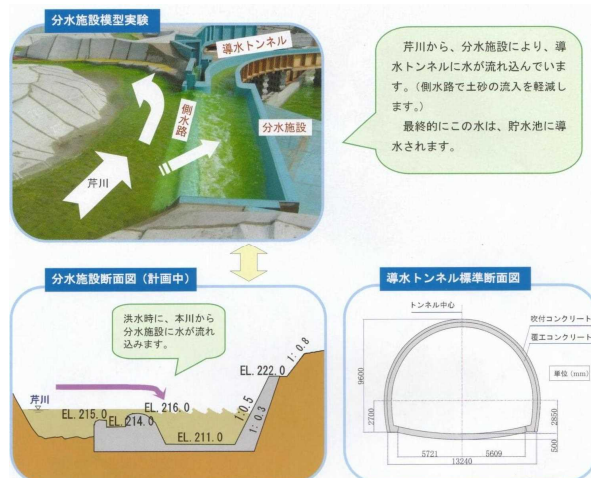 分水施設模型実験
導水トンネル
側水路
分水施設
芹川
芹川から、分水施設により、導
水トンネルに水が流れ込んでいま
す。（側水路で土砂の流入を軽減し
ます。）
最終的にこの水は、貯水池に導
水されます。
分水施設断面図（計画中）
洪水時に、本川から
分水施設に水が流れ
込みます。
芹川
EL.215.0
EL.214.0
EL.216.0
EL.211.0
EL.222.0
1:0.5
1:0.3
1:0.8
導水トンネル標準断面図
トンネル中心
吹付コンクリート
覆工コンクリート
単位（mm）
9600
2700
2850
500
5721
5609
13240